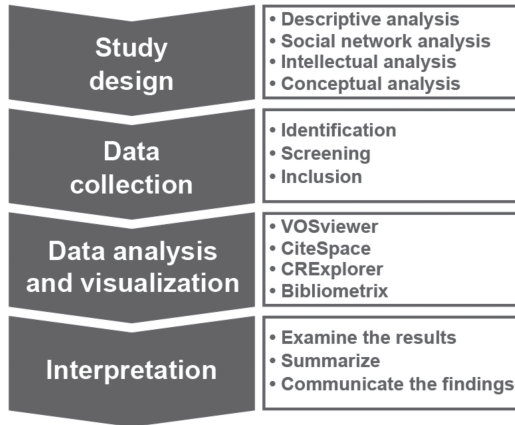 Study
design
• Descriptive analysis
• Social network analysis
• Intellectual analysis
• Conceptual analysis
Data
collection
• Identification
• Screening
• Inclusion
Data analysis
and visualization
• VOSviewer
• CiteSpace
• CRExplorer
• Bibliometrix
Interpretation
• Examine the results
• Summarize
• Communicate the findings